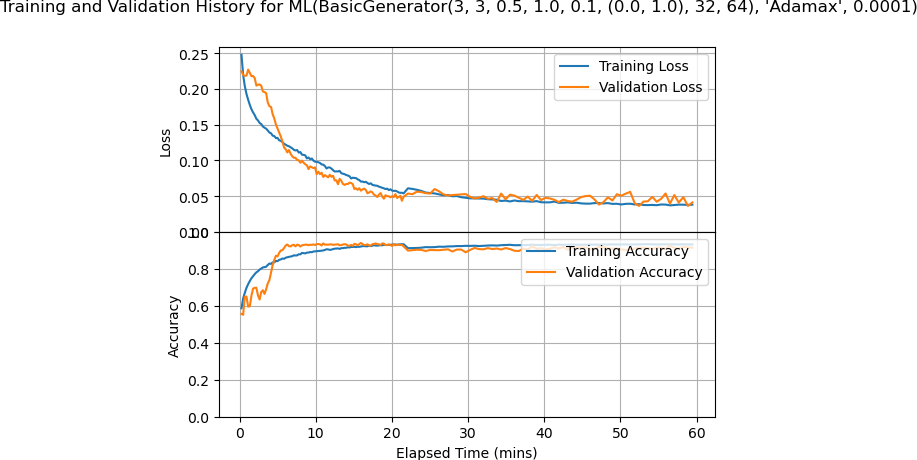 Training and Validation History for ML(BasicGenerator(3, 3, 0.5, 1.0, 0.1, (0.0, 1.0), 32, 64), 'Adamax', 0.0001)
0.25
0.20
0.15
0.10
0.05
0.00
Loss
Training Loss
Validation Loss
1.0
0.8
0.6
0.4
0.2
0.0
Accuracy
Training Accuracy
Validation Accuracy
0
10
20
30
40
50
60
Elapsed Time (mins)